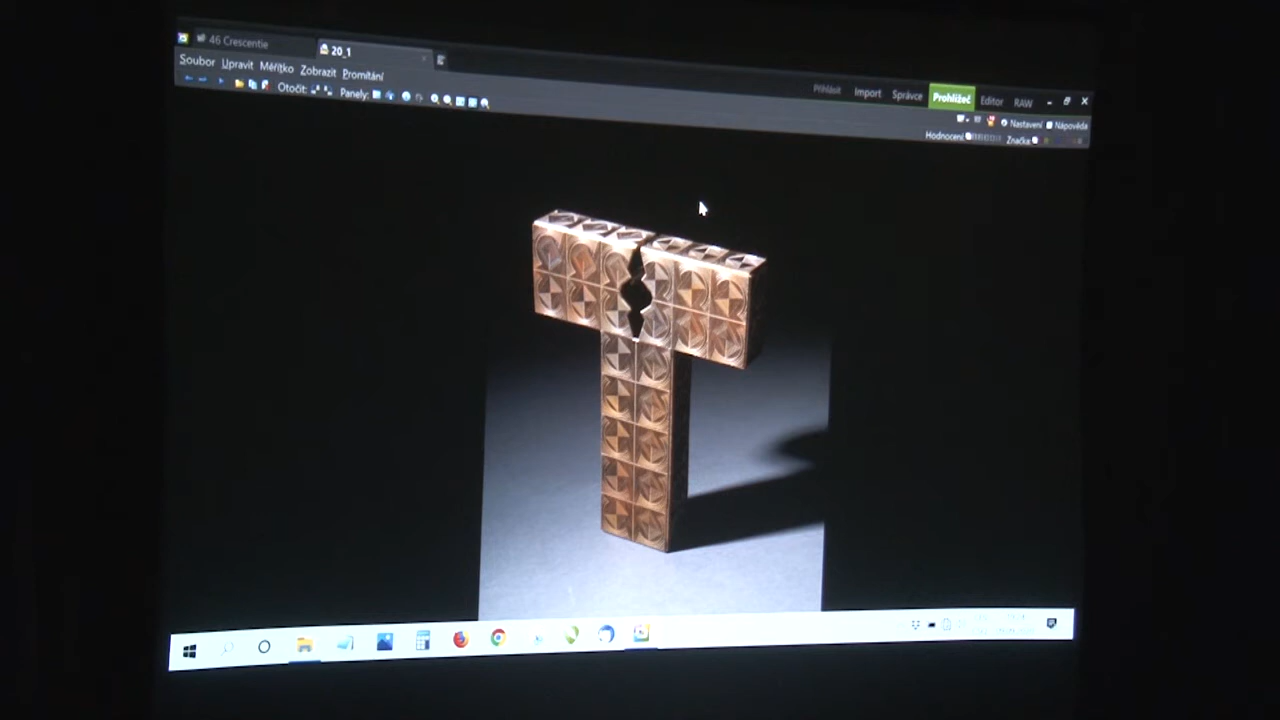 46 Crescentie
20_1
Soubor Upravit Měřítko Zobrazit Promítání
Otočit: Panely:
Přihlásit Import Správce Prohlížeč Editor RAW
Nastavení Nápověda
Hodnocení: Značka: